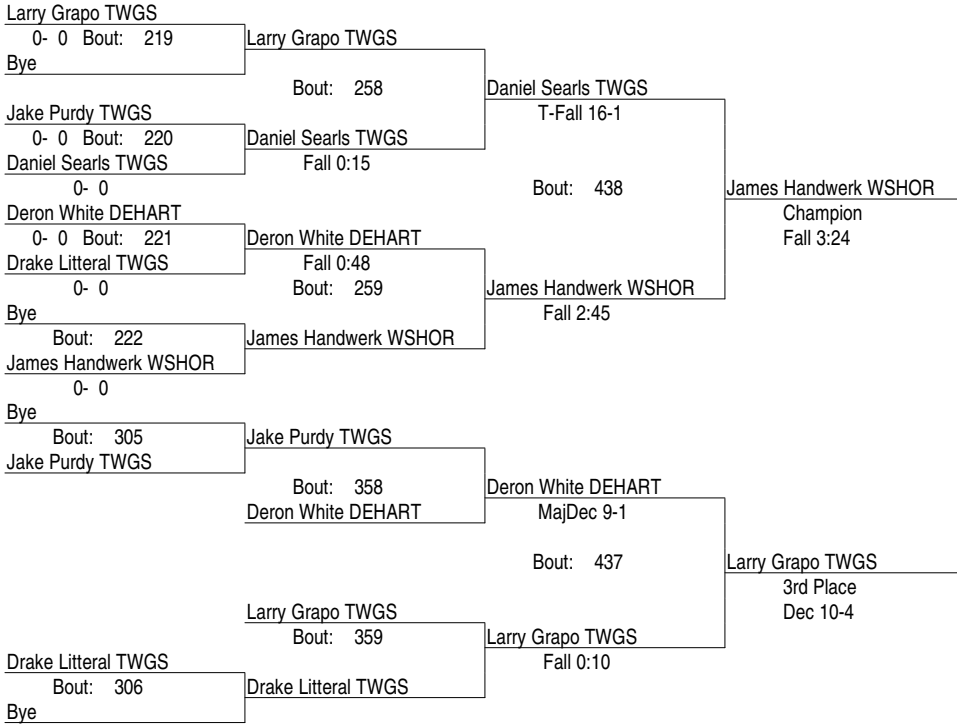 Larry Grapo TWGS
0- 0 Bout: 219
Larry Grapo TWGS
Bye
Bout: 258
Daniel Searls TWGS
T-Fall 16-1
Jake Purdy TWGS
0- 0 Bout: 220
Daniel Searls TWGS
Daniel Searls TWGS
Fall 0:15
0- 0
Bout: 438
James Handwerk WSHOR
Deron White DEHART
Champion
0- 0 Bout: 221
Deron White DEHART
Fall 3:24
Drake Litteral TWGS
Fall 0:48
0- 0
Bout: 259
James Handwerk WSHOR
Bye
Fall 2:45
Bout: 222
James Handwerk WSHOR
James Handwerk WSHOR
0- 0
Bye
Bout: 305
Jake Purdy TWGS
Jake Purdy TWGS
Bout: 358
Deron White DEHART
Deron White DEHART
MajDec 9-1
Bout: 437
Larry Grapo TWGS
3rd Place
Larry Grapo TWGS
Dec 10-4
Bout: 359
Larry Grapo TWGS
Drake Litteral TWGS
Fall 0:10
Bout: 306
Drake Litteral TWGS
Bye